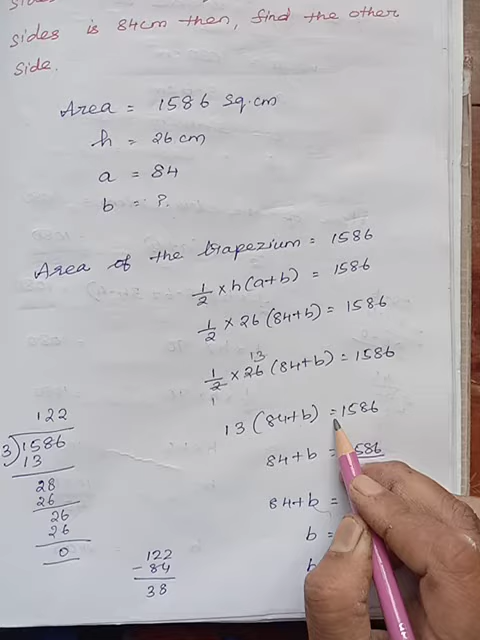 sides is 84cm then, find the other
side.
Area = 1586 sq.cm
h = 26 cm
a = 84
b = ?.
Area of the trapezium = 1586
1/2 × h (a+b) = 1586
1/2 × 26 (84+b) = 1586
13
1/2 × 26 (84+b) = 1586
1
13 (84+b) = 1586
84+b = 586
84+b =
b =
b
122
3) 1586
13
28
26
26
26
0
122
- 84
38